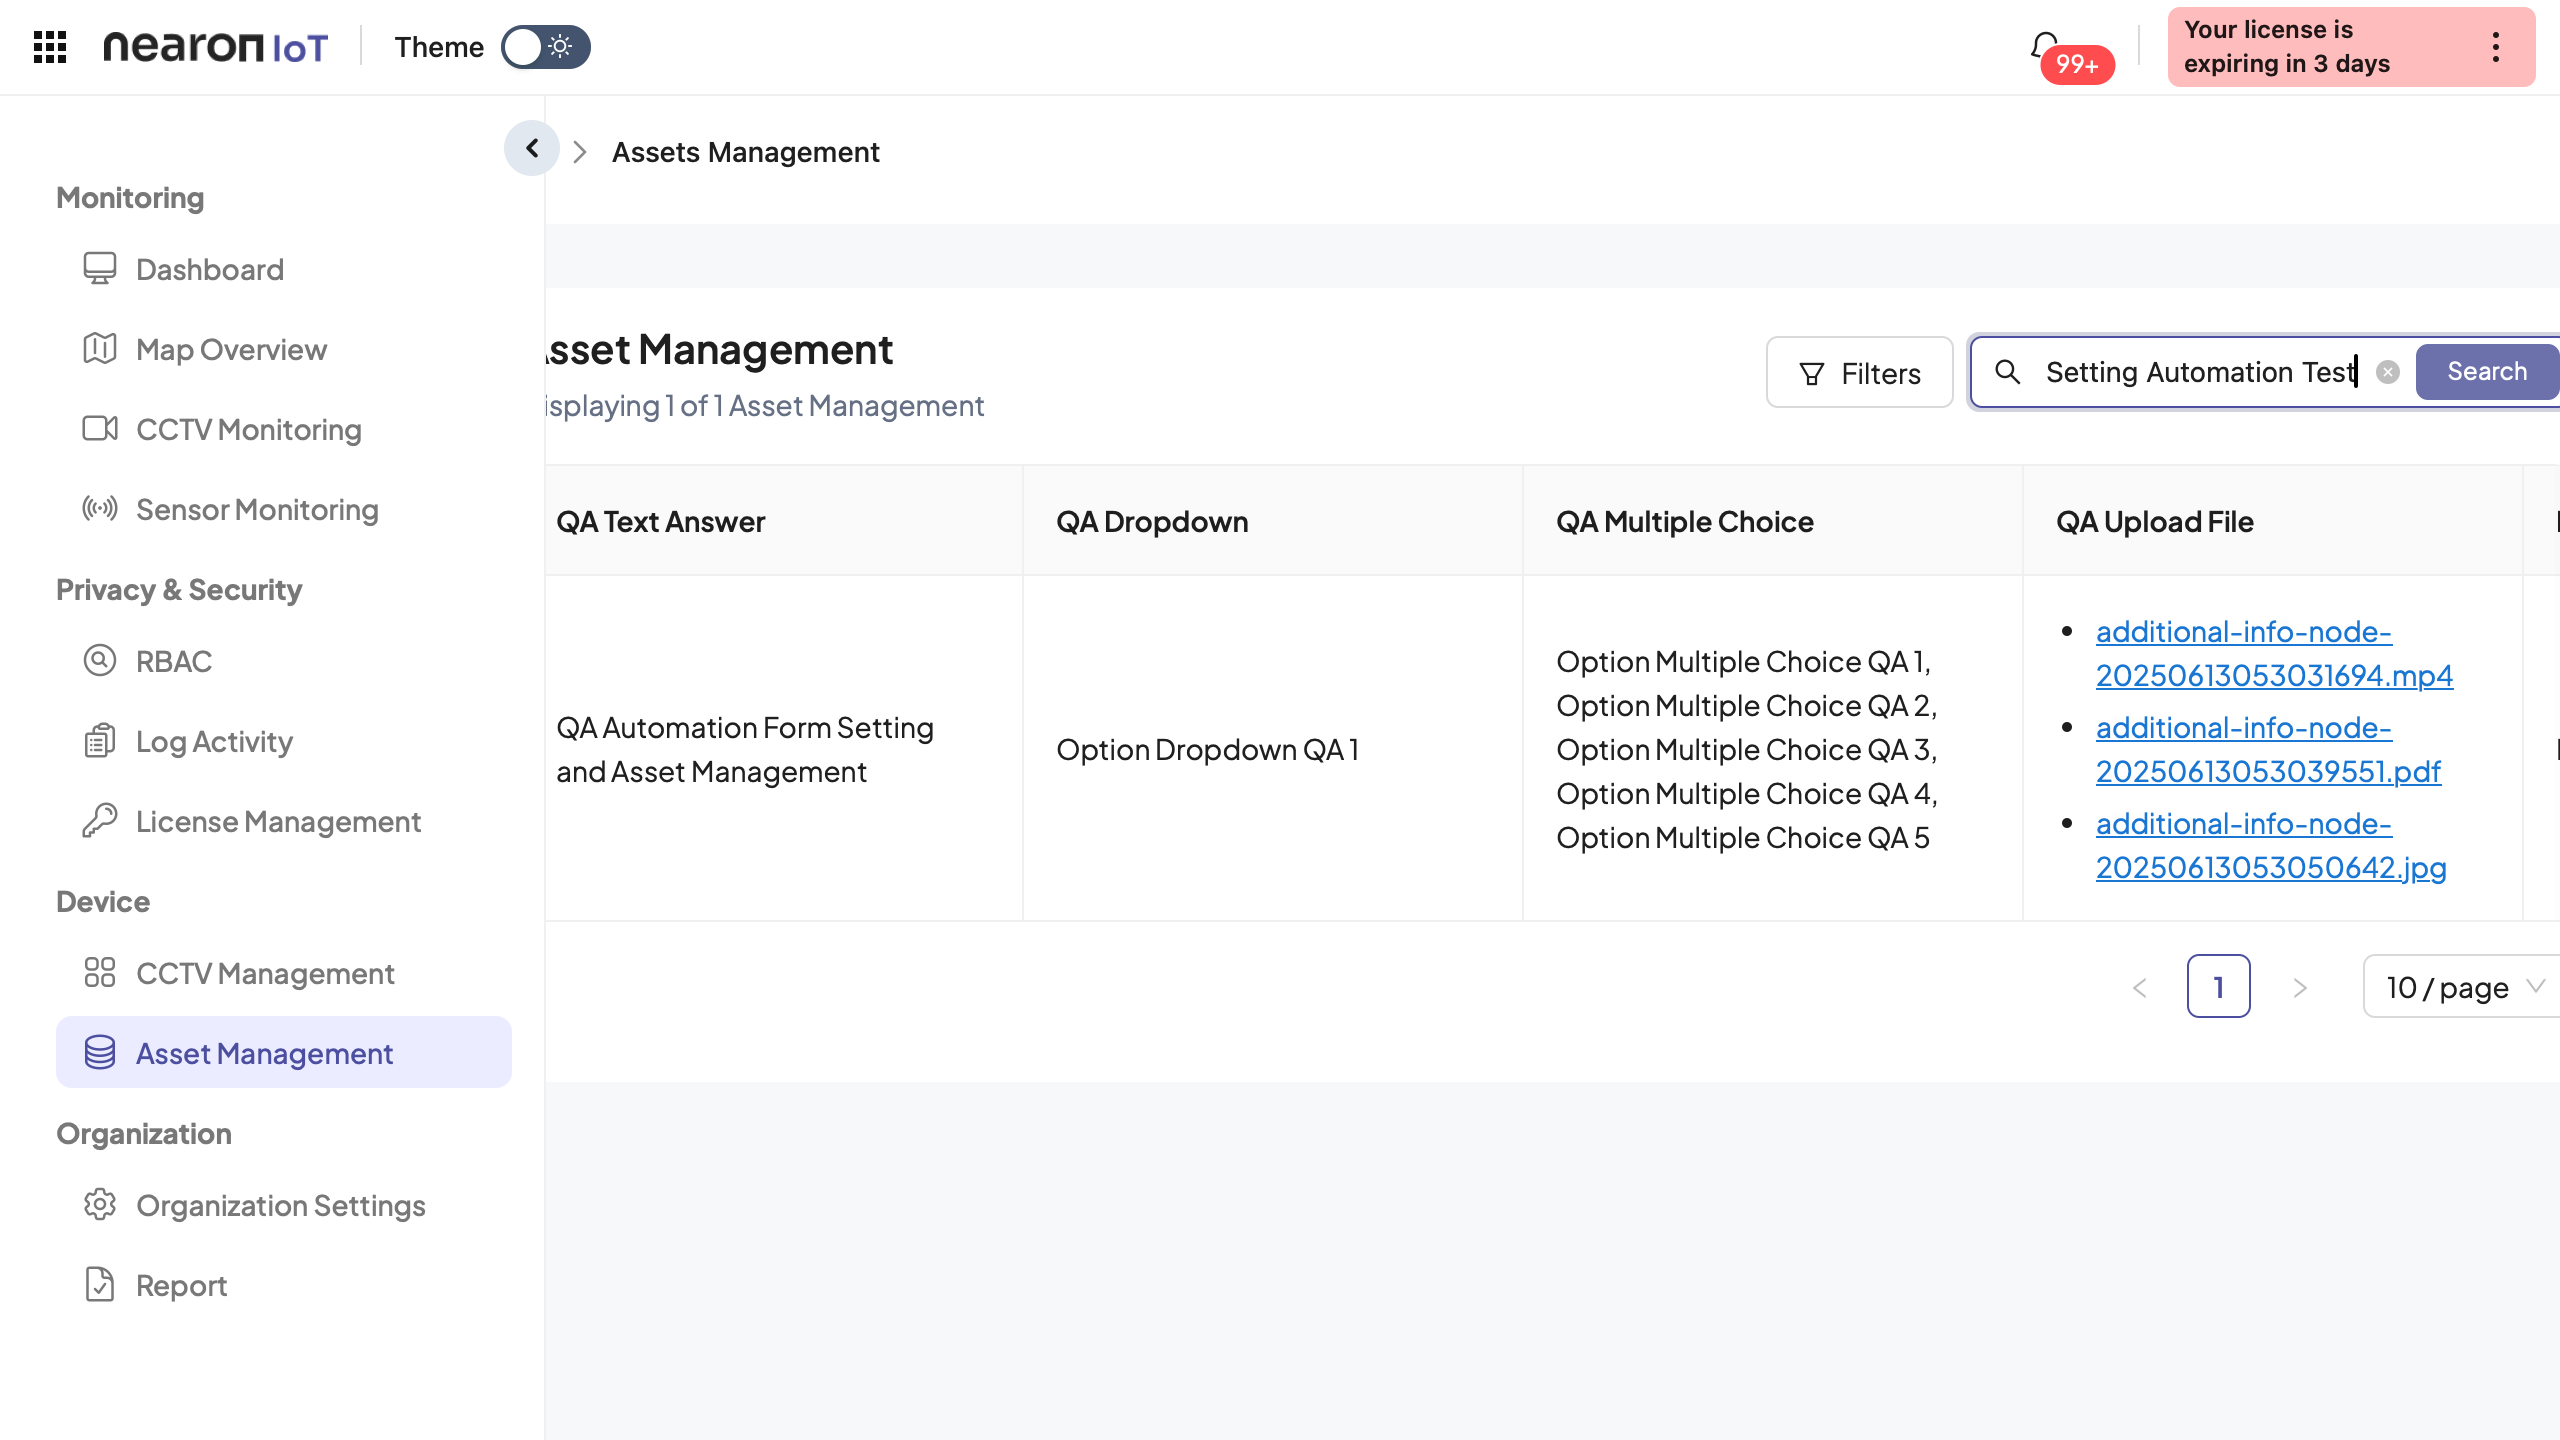 nearon IoT
Theme
99+
Your license is
expiring in 3 days
Assets Management
Monitoring
Dashboard
Map Overview
CCTV Monitoring
Sensor Monitoring
Privacy & Security
RBAC
Log Activity
License Management
Device
CCTV Management
Asset Management
Organization
Organization Settings
Report
sset Management
isplaying 1 of 1 Asset Management
Filters
Setting Automation Test
Search
QA Text Answer
QA Dropdown
QA Multiple Choice
QA Upload File
QA Automation Form Setting
and Asset Management
Option Dropdown QA 1
Option Multiple Choice QA 1,
Option Multiple Choice QA 2,
Option Multiple Choice QA 3,
Option Multiple Choice QA 4,
Option Multiple Choice QA 5
additional-info-node-
20250613053031694.mp4
additional-info-node-
20250613053039551.pdf
additional-info-node-
20250613053050642.jpg
1
10 / page